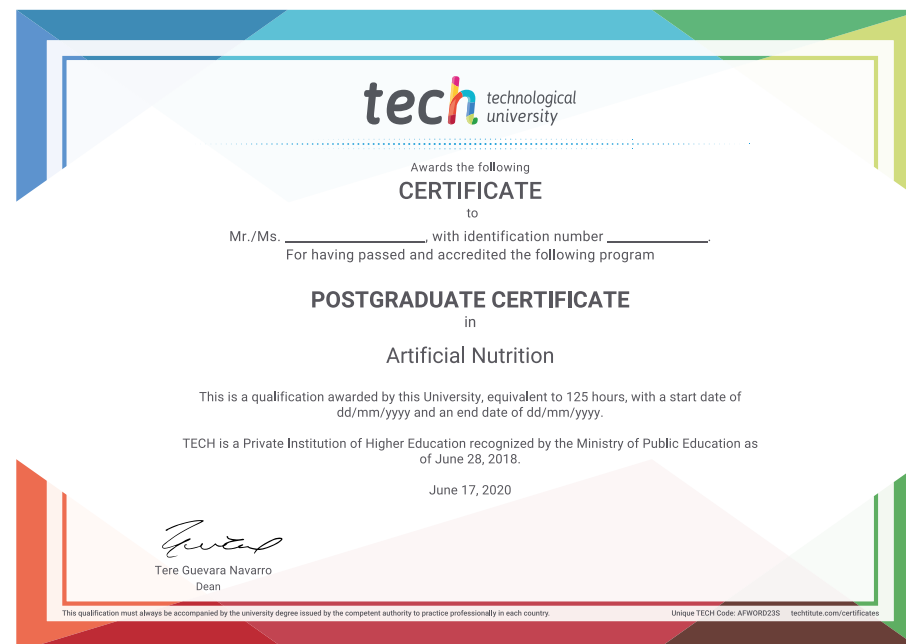 tech technological
university
Awards the following
CERTIFICATE
to
Mr./Ms. ____________________, with identification number ______________.
For having passed and accredited the following program
POSTGRADUATE CERTIFICATE
in
Artificial Nutrition
This is a qualification awarded by this University, equivalent to 125 hours, with a start date of
dd/mm/yyyy and an end date of dd/mm/yyyy.
TECH is a Private Institution of Higher Education recognized by the Ministry of Public Education as
of June 28, 2018.
June 17, 2020
Tere Guevara Navarro
Dean
This qualification must always be accompanied by the university degree issued by the competent authority to practice professionally in each country. Unique TECH Code: AFWORD23S techtitute.com/certificates